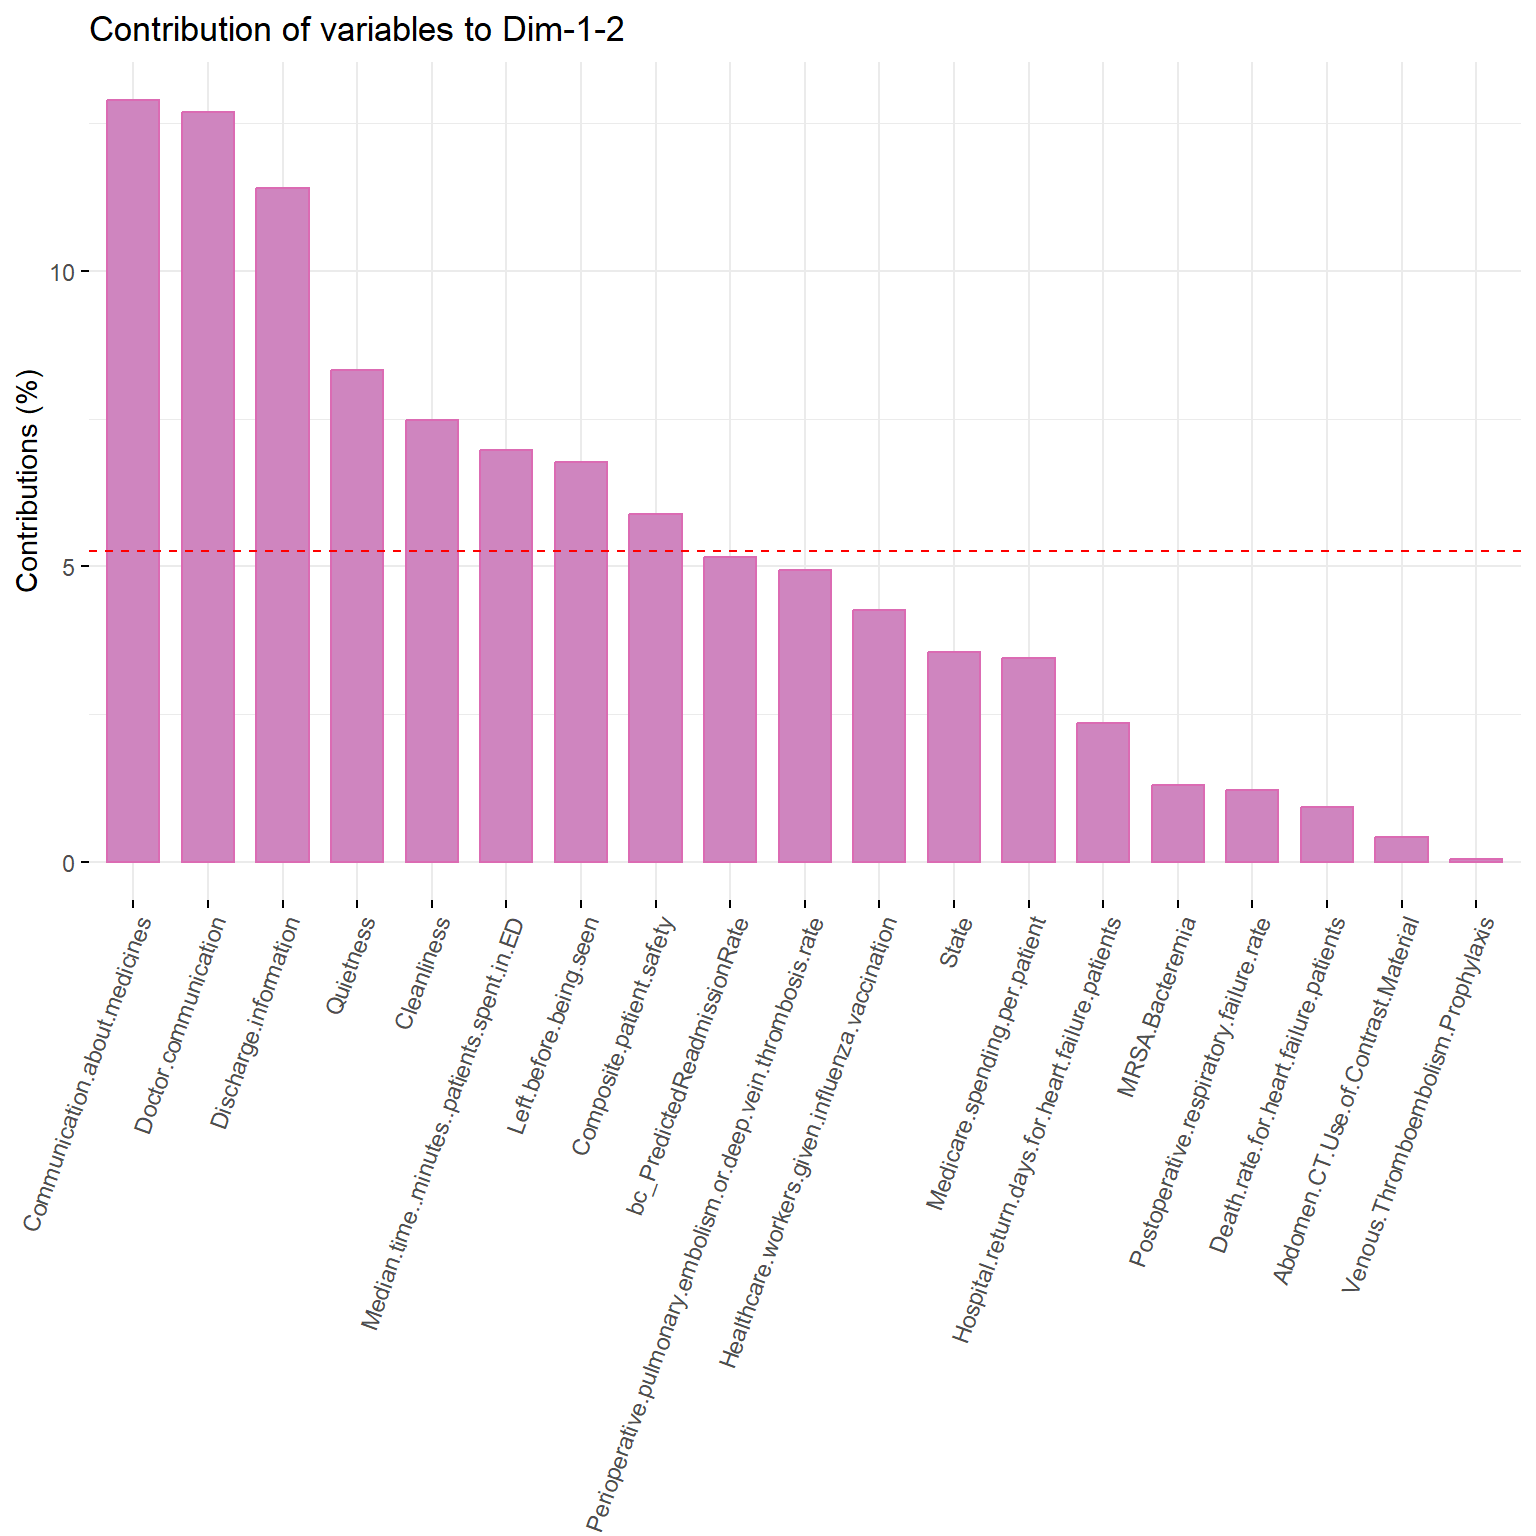 Contribution of variables to Dim-1-2
Contributions (%)
10
5
0
Communication.about.medicines
Doctor.communication
Discharge.information
Quietness
Cleanliness
Median.time..minutes..patients.spent.in.ED
Left.before.being.seen
Composite.patient.safety
bc_PredictedReadmissionRate
Perioperative.pulmonary.embolism.or.deep.vein.thrombosis.rate
Healthcare.workers.given.influenza.vaccination
State
Medicare.spending.per.patient
Hospital.return.days.for.heart.failure.patients
MRSA.Bacteremia
Postoperative.respiratory.failure.rate
Death.rate.for.heart.failure.patients
Abdomen.CT.Use.of.Contrast.Material
Venous.Thromboembolism.Prophylaxis